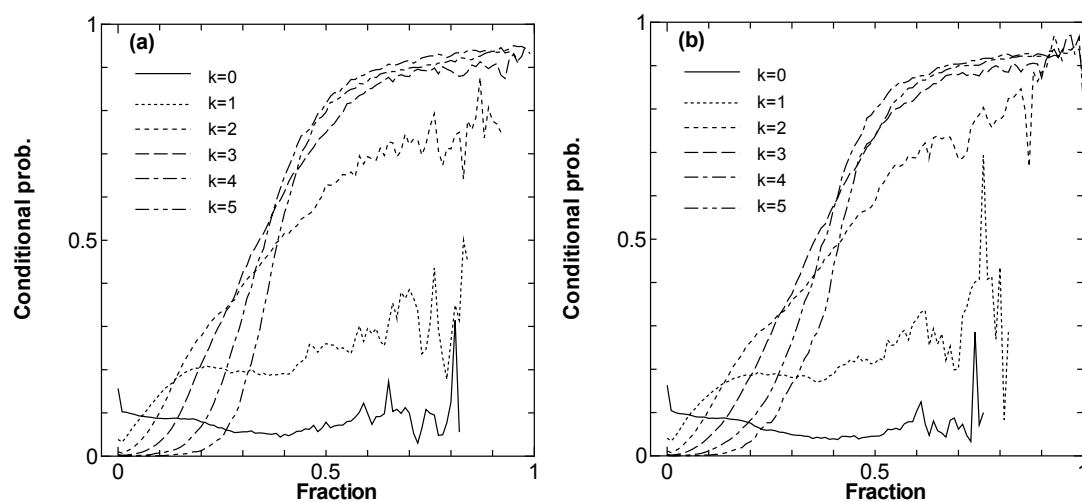 1
(a)
k=0
k=1
k=2
k=3
k=4
k=5
0.5
0
0
0.5
1
Conditional prob.
Fraction
1
(b)
k=0
k=1
k=2
k=3
k=4
k=5
0.5
0
0
0.5
1
Conditional prob.
Fraction